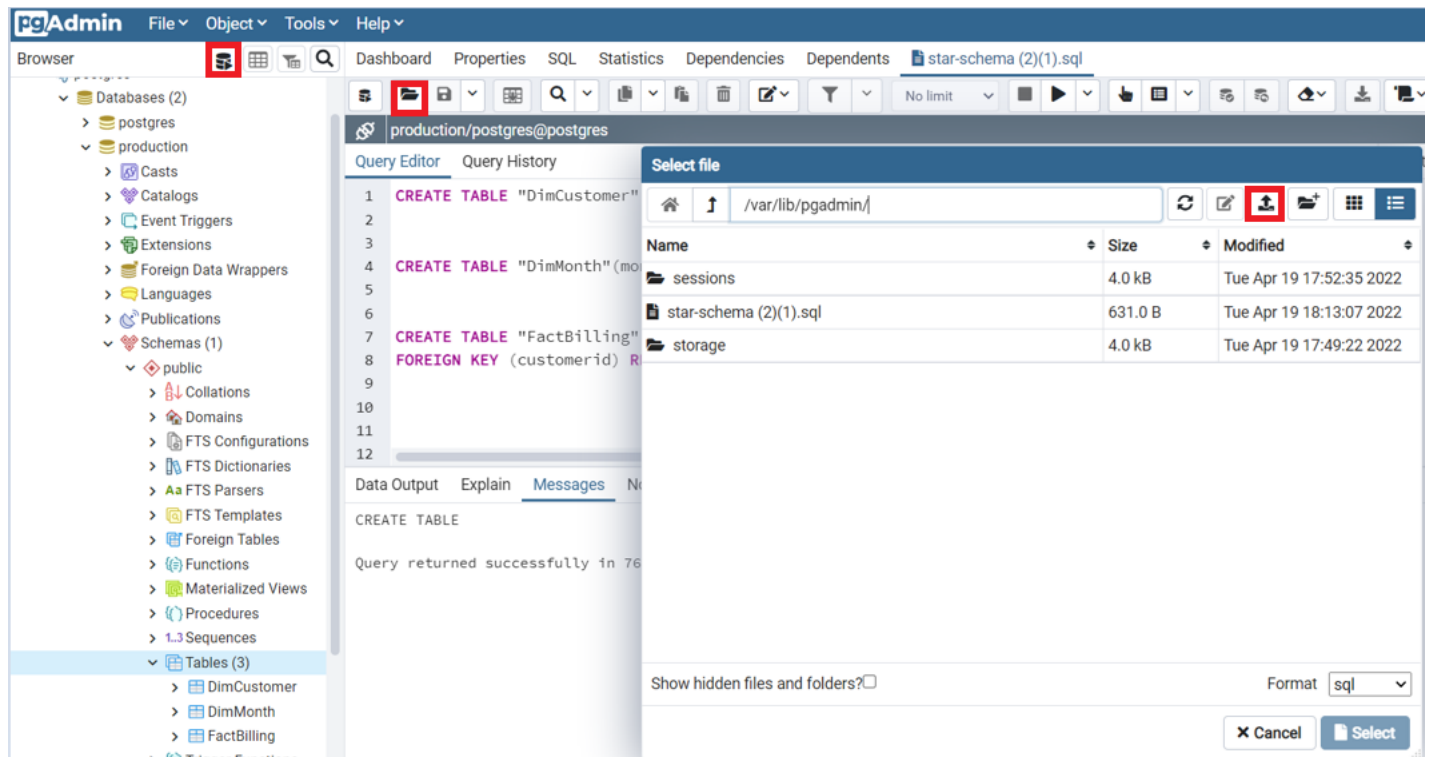 pgAdmin File Object Tools Help
Browser
Dashboard Properties SQL Statistics Dependencies Dependents star-schema (2)(1).sql
Databases (2)
postgres
production
Casts
Catalogs
Event Triggers
Extensions
Foreign Data Wrappers
Languages
Publications
Schemas (1)
public
Collations
Domains
FTS Configurations
FTS Dictionaries
Aa FTS Parsers
FTS Templates
Foreign Tables
Functions
Materialized Views
Procedures
1..3 Sequences
Tables (3)
DimCustomer
DimMonth
FactBilling
No limit
production/postgres@postgres
Query Editor Query History
1 CREATE TABLE "DimCustomer"
2
3
4 CREATE TABLE "DimMonth"(mo
5
6
7 CREATE TABLE "FactBilling"
8 FOREIGN KEY (customerid) R
9
10
11
12
Data Output Explain Messages
CREATE TABLE
Query returned successfully in 76
Select file
/var/lib/pgadmin/
Name Size Modified
sessions 4.0 kB Tue Apr 19 17:52:35 2022
star-schema (2)(1).sql 631.0 B Tue Apr 19 18:13:07 2022
storage 4.0 kB Tue Apr 19 17:49:22 2022
Show hidden files and folders?
Format sql
Cancel Select